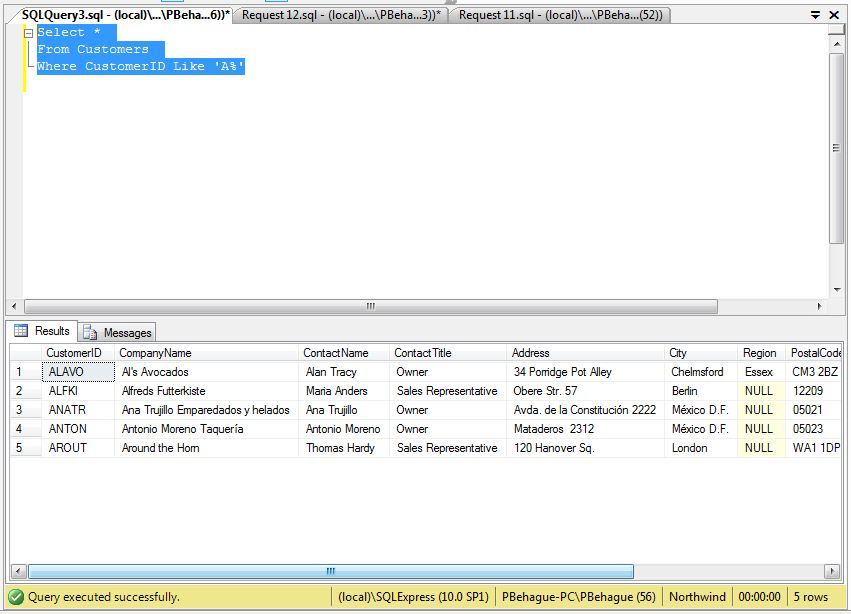 SQLQuery3.sql - (local)\...\PBeha...6))* Request 12.sql - (local)\...\PBeha...3))* Request 11.sql - (local)\...\PBeha...(52))
Select *
From Customers
Where CustomerID Like 'A%'
Results Messages
CustomerID CompanyName ContactName ContactTitle Address City Region PostalCode
1 ALAVO Al's Avocados Alan Tracy Owner 34 Porridge Pot Alley Chelmsford Essex CM3 2BZ
2 ALFKI Alfreds Futterkiste Maria Anders Sales Representative Obere Str. 57 Berlin NULL 12209
3 ANATR Ana Trujillo Emparedados y helados Ana Trujillo Owner Avda. de la Constitución 2222 México D.F. NULL 05021
4 ANTON Antonio Moreno Taquería Antonio Moreno Owner Mataderos 2312 México D.F. NULL 05023
5 AROUT Around the Horn Thomas Hardy Sales Representative 120 Hanover Sq. London NULL WA1 1DP
Query executed successfully. (local)\SQLExpress (10.0 SP1) PBehague-PC\PBehague (56) Northwind 00:00:00 5 rows